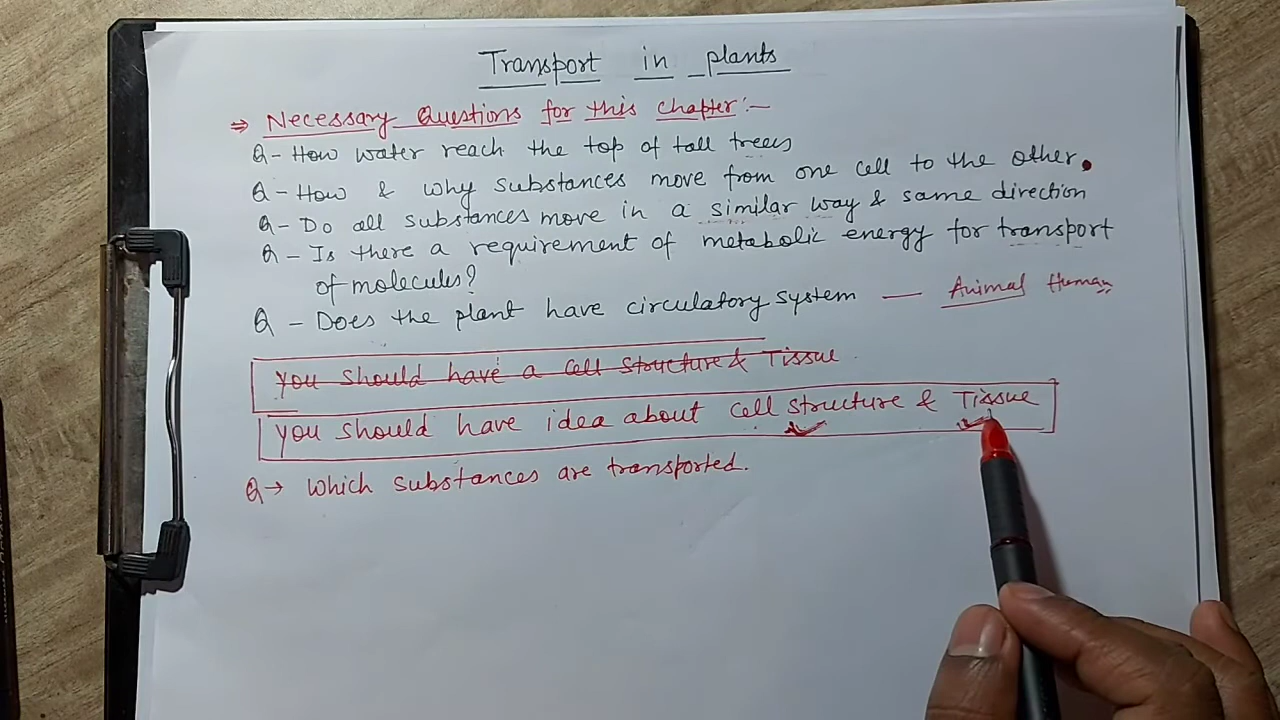 Transport in plants
⇒ Necessary Questions for this chapter:-
Q- How water reach the top of tall trees
Q- How & why substances move from one cell to the other.
Q- Do all substances move in a similar way & same direction
Q- Is there a requirement of metabolic energy for transport
of molecules?
Q- Does the plant have circulatory system — Animal Human
You should have a cell structure & Tissue
You should have idea about cell structure & Tissue
Q→ which substances are transported.